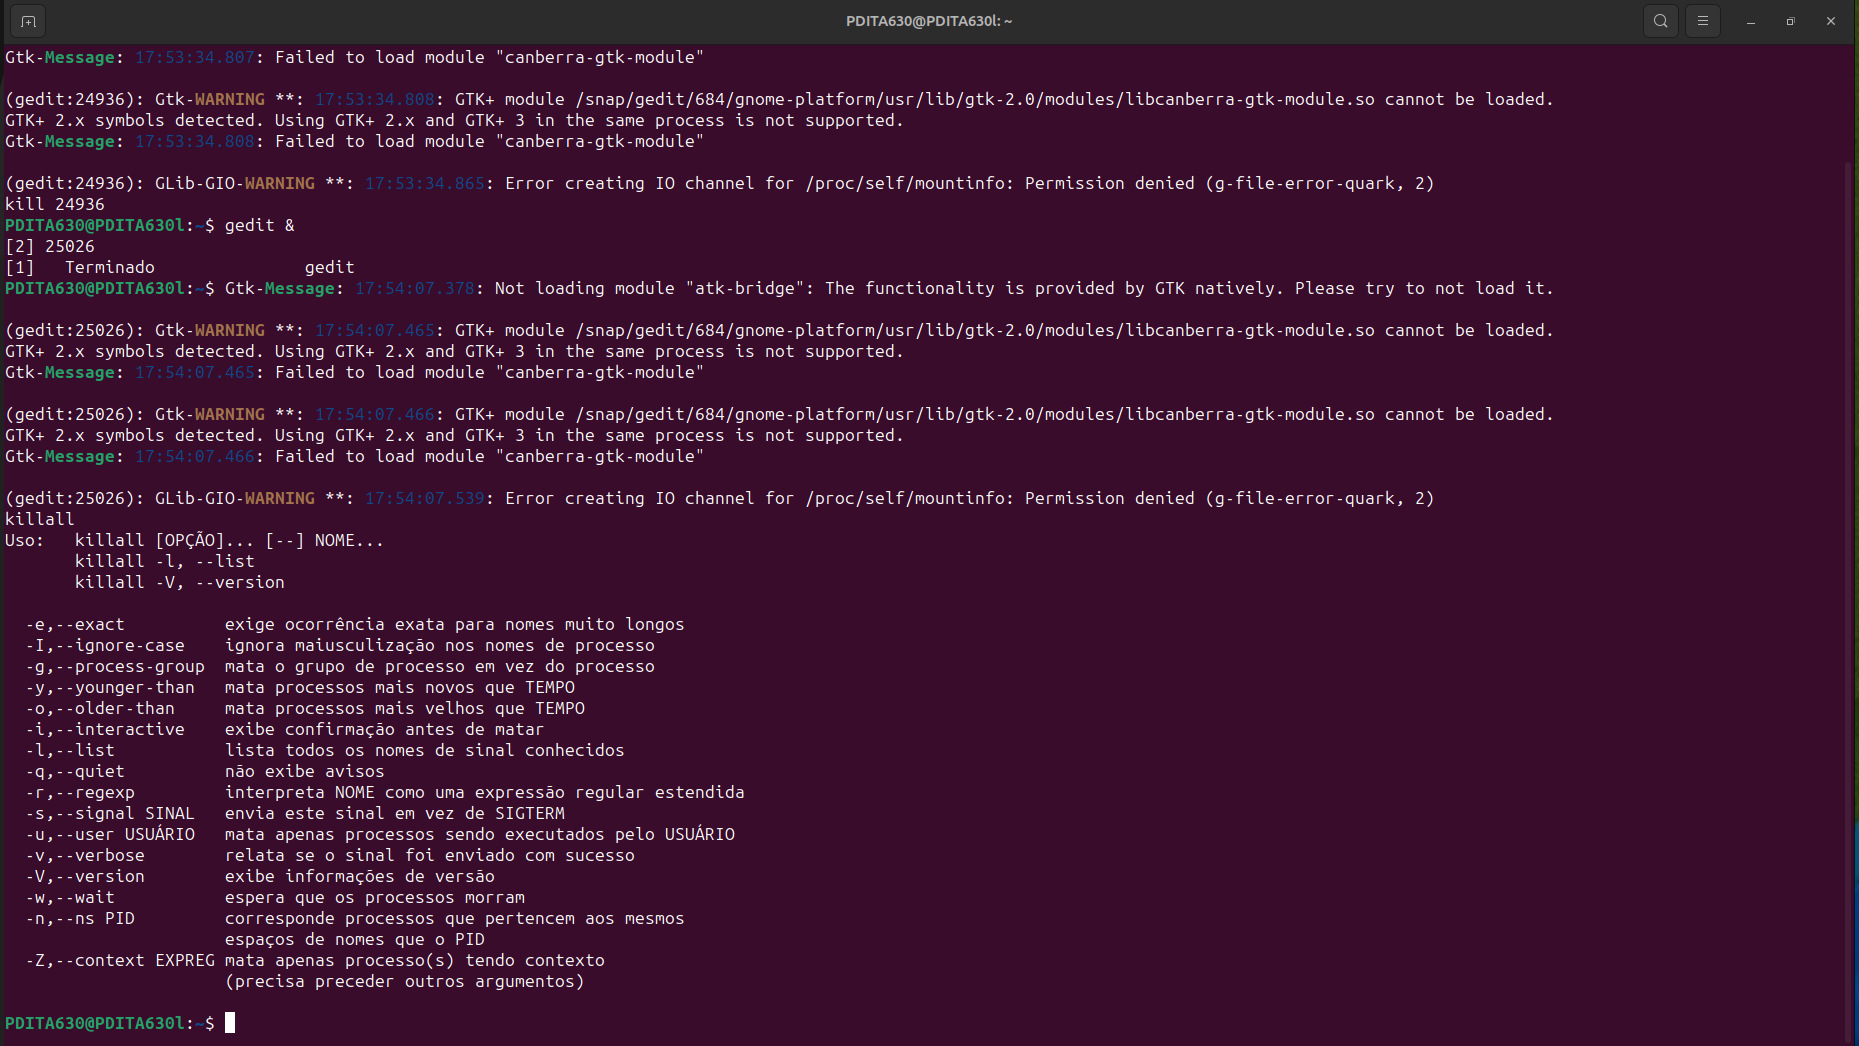 PDITA630@PDITA630l: ~
Gtk-Message: 17:53:34.807: Failed to load module "canberra-gtk-module"
(gedit:24936): Gtk-WARNING **: 17:53:34.808: GTK+ module /snap/gedit/684/gnome-platform/usr/lib/gtk-2.0/modules/libcanberra-gtk-module.so cannot be loaded.
GTK+ 2.x symbols detected. Using GTK+ 2.x and GTK+ 3 in the same process is not supported.
Gtk-Message: 17:53:34.808: Failed to load module "canberra-gtk-module"
(gedit:24936): GLib-GIO-WARNING **: 17:53:34.865: Error creating IO channel for /proc/self/mountinfo: Permission denied (g-file-error-quark, 2)
kill 24936
PDITA630@PDITA630l:~$ gedit &
[2] 25026
[1]   Terminado               gedit
PDITA630@PDITA630l:~$ Gtk-Message: 17:54:07.378: Not loading module "atk-bridge": The functionality is provided by GTK natively. Please try to not load it.
(gedit:25026): Gtk-WARNING **: 17:54:07.465: GTK+ module /snap/gedit/684/gnome-platform/usr/lib/gtk-2.0/modules/libcanberra-gtk-module.so cannot be loaded.
GTK+ 2.x symbols detected. Using GTK+ 2.x and GTK+ 3 in the same process is not supported.
Gtk-Message: 17:54:07.465: Failed to load module "canberra-gtk-module"
(gedit:25026): Gtk-WARNING **: 17:54:07.466: GTK+ module /snap/gedit/684/gnome-platform/usr/lib/gtk-2.0/modules/libcanberra-gtk-module.so cannot be loaded.
GTK+ 2.x symbols detected. Using GTK+ 2.x and GTK+ 3 in the same process is not supported.
Gtk-Message: 17:54:07.466: Failed to load module "canberra-gtk-module"
(gedit:25026): GLib-GIO-WARNING **: 17:54:07.539: Error creating IO channel for /proc/self/mountinfo: Permission denied (g-file-error-quark, 2)
killall
Uso:   killall [OPÇÃO]... [--] NOME...
       killall -l, --list
       killall -V, --version
  -e,--exact          exige ocorrência exata para nomes muito longos
  -I,--ignore-case    ignora maiusculização nos nomes de processo
  -g,--process-group  mata o grupo de processo em vez do processo
  -y,--younger-than   mata processos mais novos que TEMPO
  -o,--older-than     mata processos mais velhos que TEMPO
  -i,--interactive    exibe confirmação antes de matar
  -l,--list           lista todos os nomes de sinal conhecidos
  -q,--quiet          não exibe avisos
  -r,--regexp         interpreta NOME como uma expressão regular estendida
  -s,--signal SINAL   envia este sinal em vez de SIGTERM
  -u,--user USUÁRIO   mata apenas processos sendo executados pelo USUÁRIO
  -v,--verbose        relata se o sinal foi enviado com sucesso
  -V,--version        exibe informações de versão
  -w,--wait           espera que os processos morram
  -n,--ns PID         corresponde processos que pertencem aos mesmos
                      espaços de nomes que o PID
  -Z,--context EXPREG mata apenas processo(s) tendo contexto
                      (precisa preceder outros argumentos)
PDITA630@PDITA630l:~$